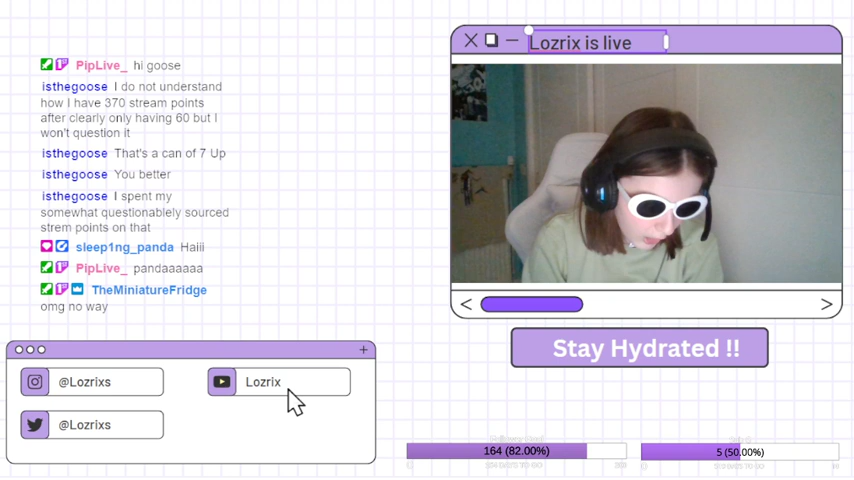 PipLive_ hi goose
isthegoose I do not understand
how I have 370 stream points
after clearly only having 60 but I
won't question it
isthegoose That's a can of 7 Up
isthegoose You better
isthegoose I spent my
somewhat questionablely sourced
strem points on that
sleep1ng_panda Haiii
PipLive_ pandaaaaaa
TheMiniatureFridge
omg no way
Lozrix is live
Stay Hydrated !!
@Lozrixs
Lozrix
@Lozrixs
164 (82.00%)
5 (50.00%)